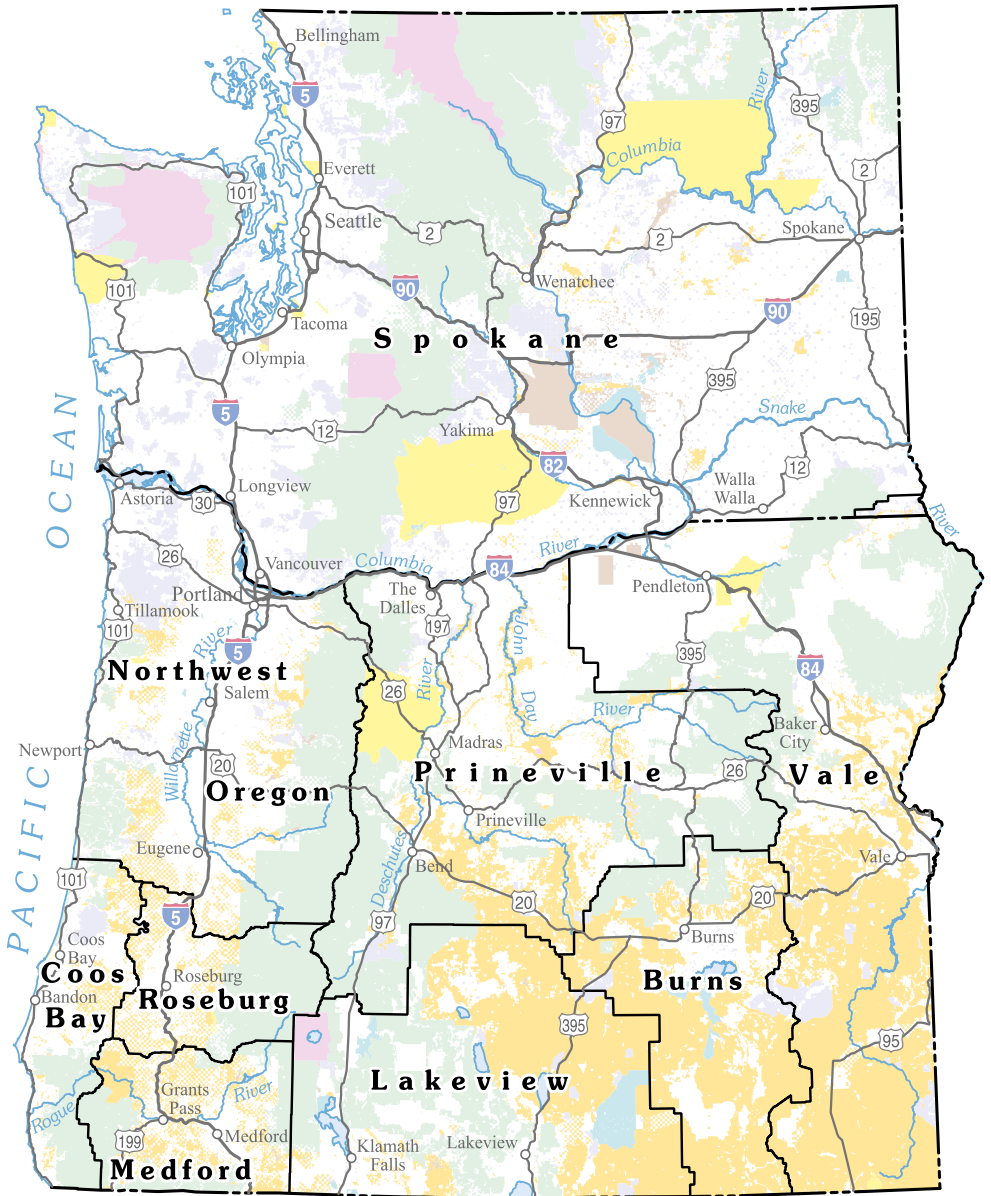 Bellingham
5
River
395
97
Columbia
2
Everett
101
Seattle
2
2
Spokane
Wenatchee
101
90
90
195
Tacoma
Spokane
Olympia
395
5
Snake
12
Yakima
82
12
Walla
Walla
OCEAN
Astoria
30
Longview
97
Kennewick
River
26
Vancouver
Columbia
84
River
Portland
The
Dalles
Pendleton
Tillamook
101
197
River
5
John
395
84
Northwest
Salem
26
River
Day
River
Baker
City
Newport
Willamette
20
Madras
Prineville
26
Vale
Oregon
Prineville
PACIFIC
Eugene
Deschutes
Bend
Vale
101
5
97
20
20
Burns
Coos
Bay
Coos
Bay
Bandon
Roseburg
Roseburg
Burns
395
95
Lakeview
Rogue
Grants
Pass
River
199
Medford
Klamath
Falls
Lakeview
Medford